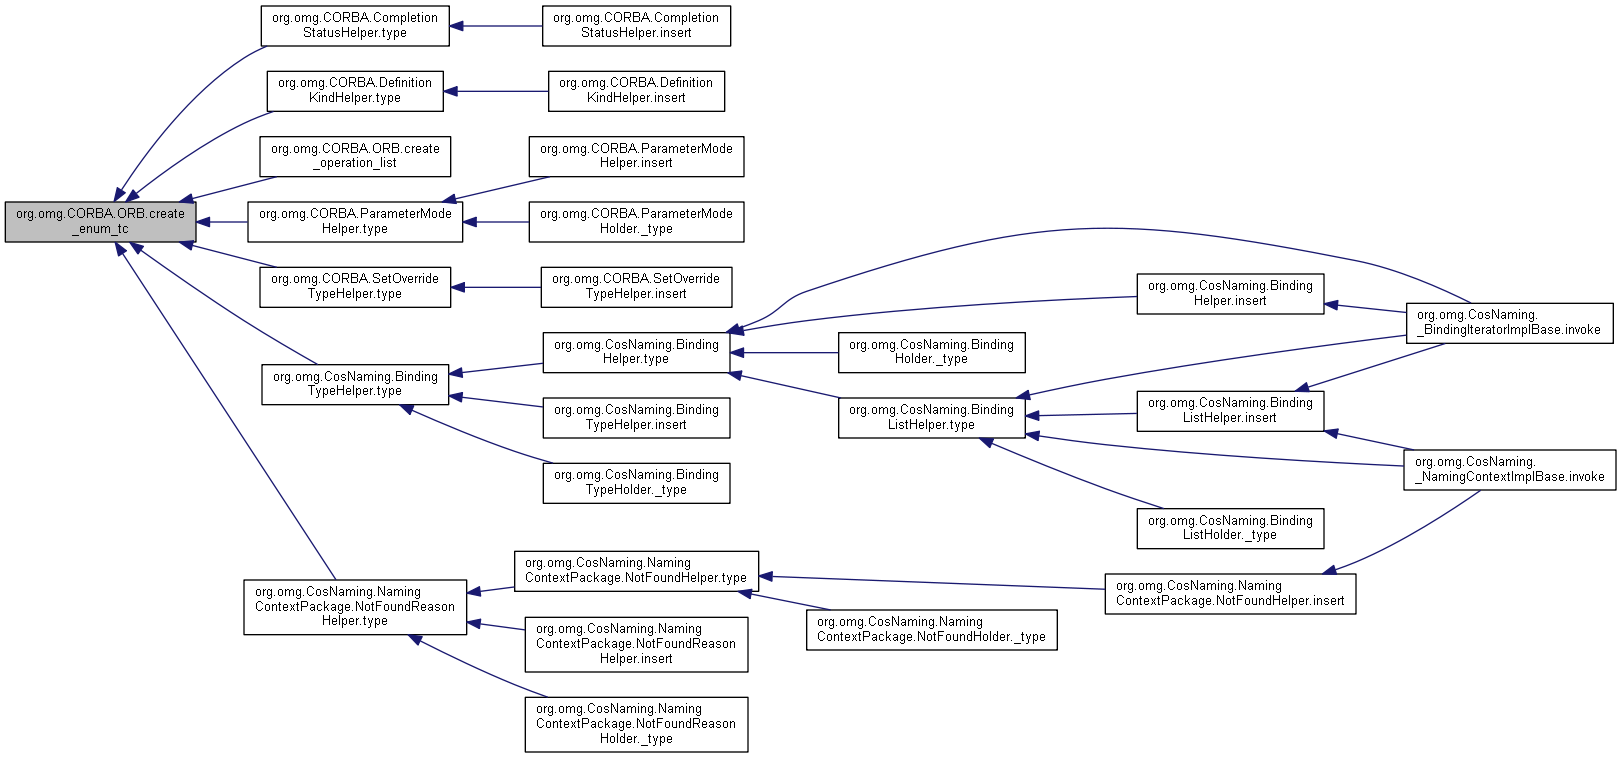 org.omg.CORBA.Completion
StatusHelper.type
org.omg.CORBA.Completion
StatusHelper.insert
org.omg.CORBA.Definition
KindHelper.type
org.omg.CORBA.Definition
KindHelper.insert
org.omg.CORBA.ORB.create
_operation_list
org.omg.CORBA.ParameterMode
Helper.insert
org.omg.CORBA.ORB.create
_enum_tc
org.omg.CORBA.ParameterMode
Helper.type
org.omg.CORBA.ParameterMode
Holder._type
org.omg.CORBA.SetOverride
TypeHelper.type
org.omg.CORBA.SetOverride
TypeHelper.insert
org.omg.CosNaming.Binding
Helper.insert
org.omg.CosNaming.
_BindingIteratorImplBase.invoke
org.omg.CosNaming.Binding
Helper.type
org.omg.CosNaming.Binding
Holder._type
org.omg.CosNaming.Binding
TypeHelper.type
org.omg.CosNaming.Binding
TypeHelper.insert
org.omg.CosNaming.Binding
ListHelper.type
org.omg.CosNaming.Binding
ListHelper.insert
org.omg.CosNaming.
_NamingContextImplBase.invoke
org.omg.CosNaming.Binding
TypeHolder._type
org.omg.CosNaming.Binding
ListHolder._type
org.omg.CosNaming.Naming
ContextPackage.NotFoundHelper.type
org.omg.CosNaming.Naming
ContextPackage.NotFoundReason
Helper.type
org.omg.CosNaming.Naming
ContextPackage.NotFoundHelper.insert
org.omg.CosNaming.Naming
ContextPackage.NotFoundHolder._type
org.omg.CosNaming.Naming
ContextPackage.NotFoundReason
Helper.insert
org.omg.CosNaming.Naming
ContextPackage.NotFoundReason
Holder._type